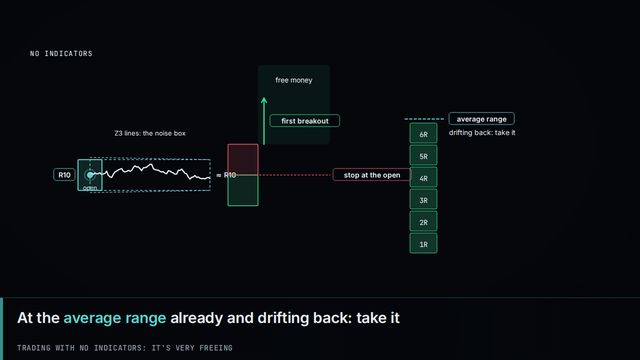 NO INDICATORS
free money
first breakout
average range
drifting back: take it
Z3 lines: the noise box
R10
open
≈ R10
stop at the open
6R
5R
4R
3R
2R
1R
At the average range already and drifting back: take it
TRADING WITH NO INDICATORS: IT'S VERY FREEING